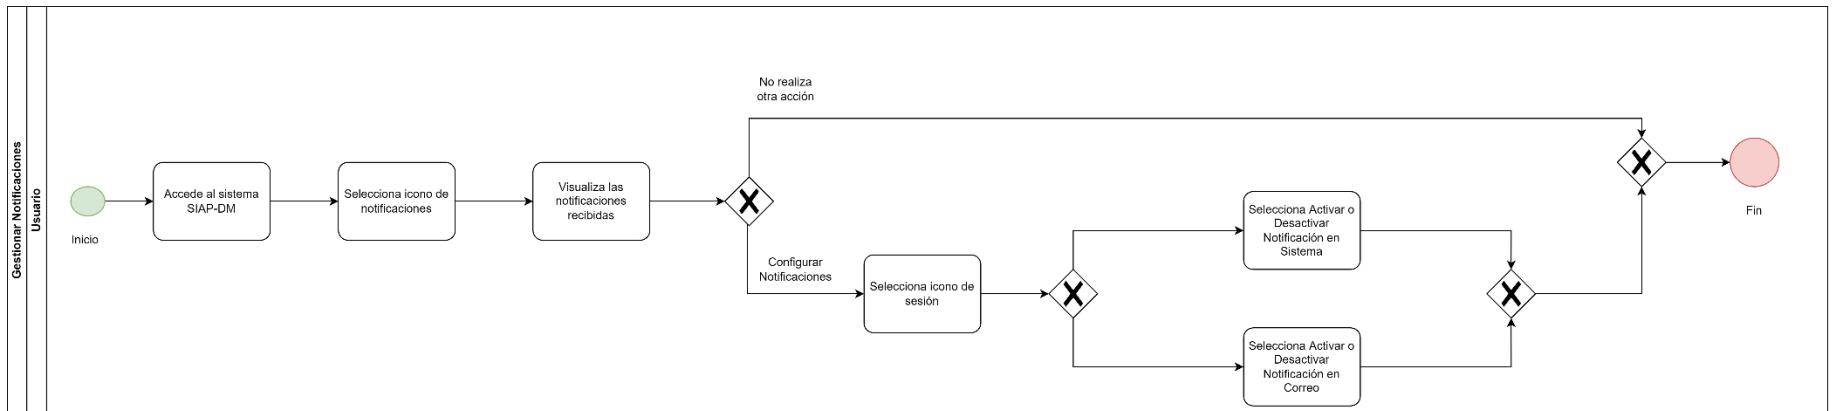 Gestionar Notificaciones
Usuario
Inicio
Accede al sistema
SIAP-DM
Selecciona icono de
notificaciones
Visualiza las
notificaciones
recibidas
No realiza
otra acción
Configurar
Notificaciones
Selecciona icono de
sesión
Selecciona Activar o
Desactivar
Notificación en
Sistema
Selecciona Activar o
Desactivar
Notificación en
Correo
Fin